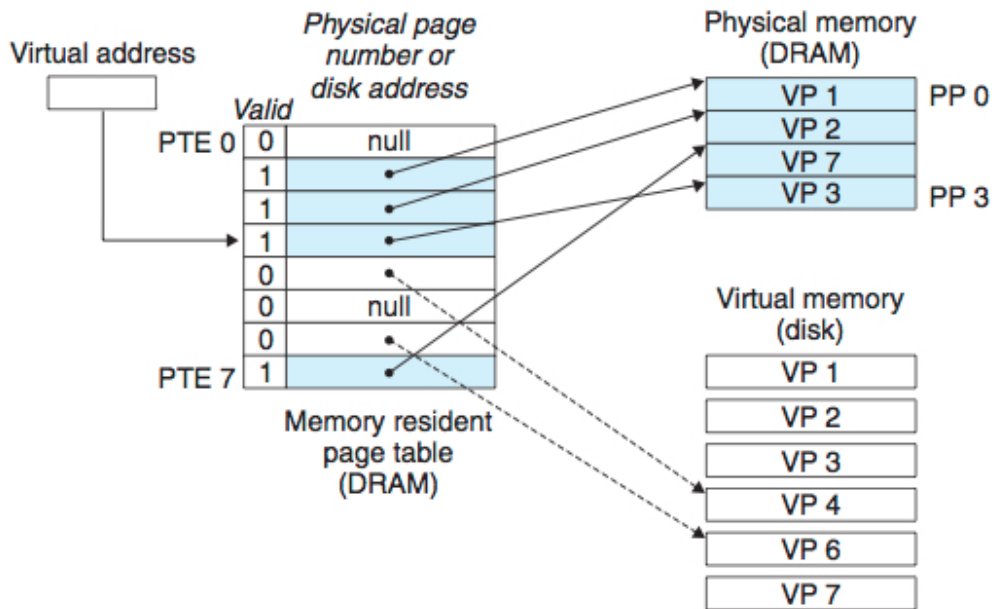 Virtual address
Physical page
number or
disk address
Valid
PTE 0
0 null
1
1
1
0
0 null
0
PTE 7 1
Memory resident
page table
(DRAM)
Physical memory
(DRAM)
VP 1 PP 0
VP 2
VP 7
VP 3 PP 3
Virtual memory
(disk)
VP 1
VP 2
VP 3
VP 4
VP 6
VP 7